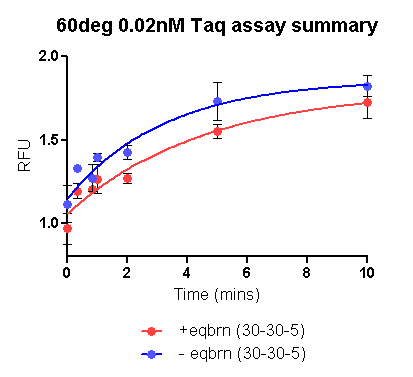 60deg 0.02nM Taq assay summary
2.0
1.5
1.0
RFU
0 2 4 6 8 10
Time (mins)
+eqbrn (30-30-5)
- eqbrn (30-30-5)